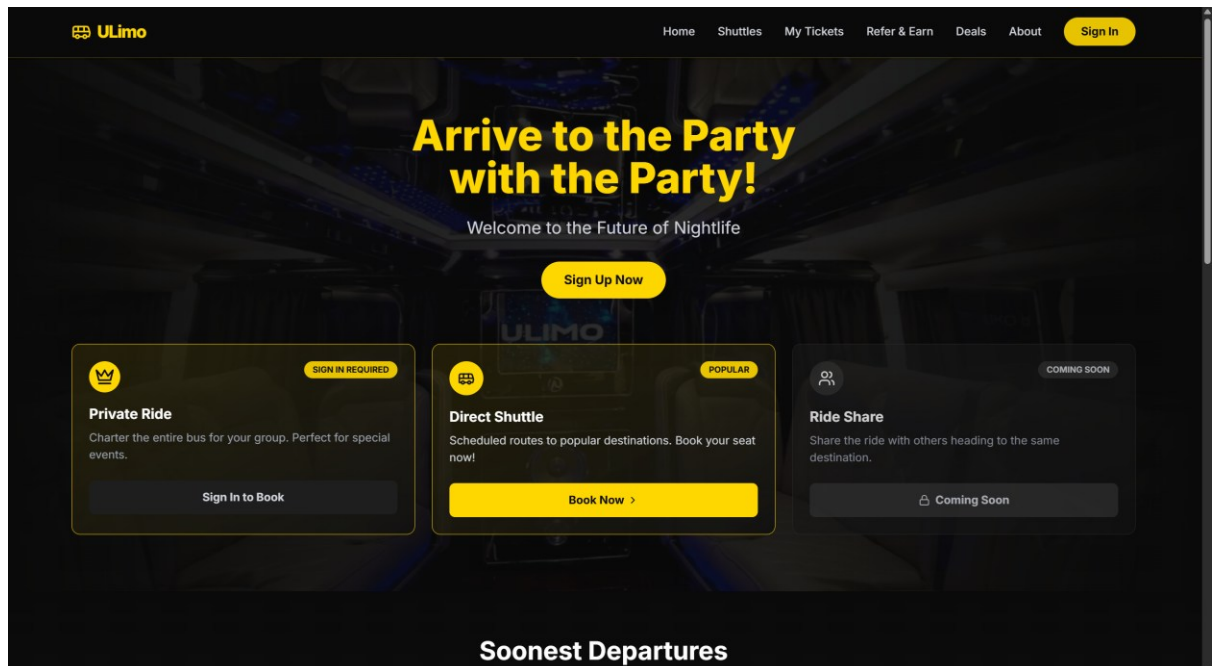 ULimo
Home Shuttles My Tickets Refer & Earn Deals About Sign In
Arrive to the Party
with the Party!
Welcome to the Future of Nightlife
Sign Up Now
ULIMO
SIGN IN REQUIRED
Private Ride
Charter the entire bus for your group. Perfect for special
events.
Sign In to Book
POPULAR
Direct Shuttle
Scheduled routes to popular destinations. Book your seat
now!
Book Now >
COMING SOON
Ride Share
Share the ride with others heading to the same
destination.
Coming Soon
Soonest Departures